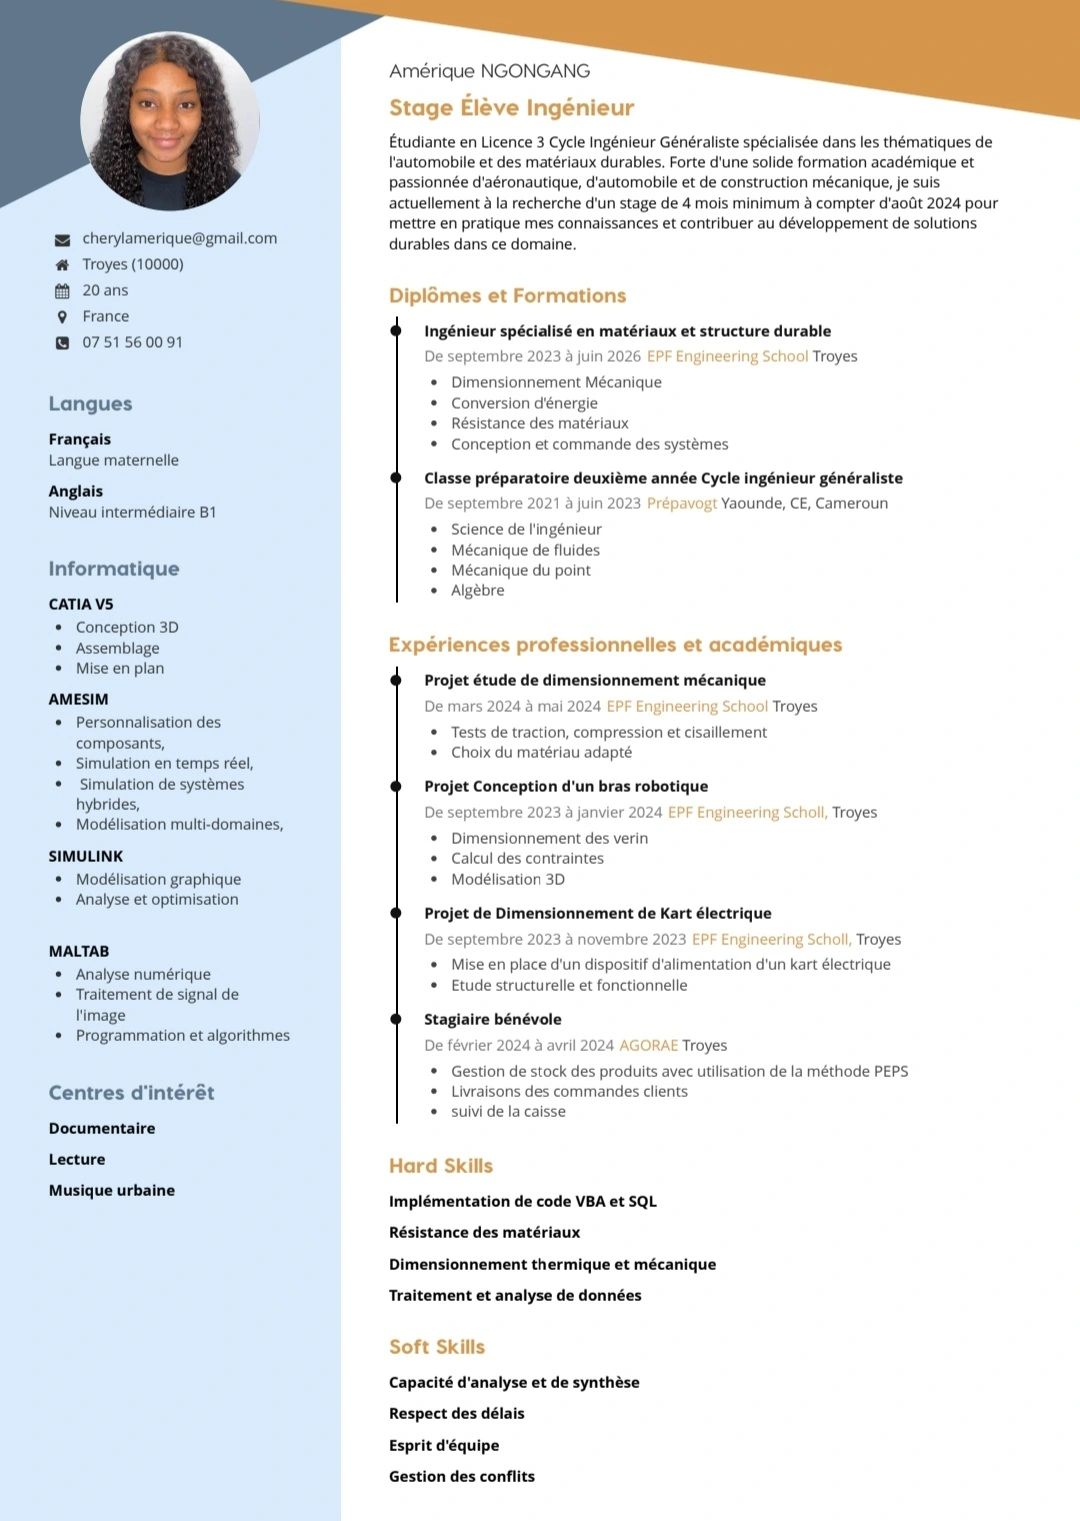 cherylamerique@gmail.com
Troyes (10000)
20 ans
France
07 51 56 00 91
Langues
Français
Langue maternelle
Anglais
Niveau intermédiaire B1
Informatique
CATIA V5
Conception 3D
Assemblage
Mise en plan
AMESIM
Personnalisation des
composants,
Simulation en temps réel,
Simulation de systèmes
hybrides,
Modélisation multi-domaines,
SIMULINK
Modélisation graphique
Analyse et optimisation
MALTAB
Analyse numérique
Traitement de signal de
l'image
Programmation et algorithmes
Centres d'intérêt
Documentaire
Lecture
Musique urbaine
Amérique NGONGANG
Stage Élève Ingénieur
Étudiante en Licence 3 Cycle Ingénieur Généraliste spécialisée dans les thématiques de
l'automobile et des matériaux durables. Forte d'une solide formation académique et
passionnée d'aéronautique, d'automobile et de construction mécanique, je suis
actuellement à la recherche d'un stage de 4 mois minimum à compter d'août 2024 pour
mettre en pratique mes connaissances et contribuer au développement de solutions
durables dans ce domaine.
Diplômes et Formations
Ingénieur spécialisé en matériaux et structure durable
De septembre 2023 à juin 2026 EPF Engineering School Troyes
Dimensionnement Mécanique
Conversion d'énergie
Résistance des matériaux
Conception et commande des systèmes
Classe préparatoire deuxième année Cycle ingénieur généraliste
De septembre 2021 à juin 2023 Prépavogt Yaounde, CE, Cameroun
Science de l'ingénieur
Mécanique de fluides
Mécanique du point
Algèbre
Expériences professionnelles et académiques
Projet étude de dimensionnement mécanique
De mars 2024 à mai 2024 EPF Engineering School Troyes
Tests de traction, compression et cisaillement
Choix du matériau adapté
Projet Conception d'un bras robotique
De septembre 2023 à janvier 2024 EPF Engineering Scholl, Troyes
Dimensionnement des verin
Calcul des contraintes
Modélisation 3D
Projet de Dimensionnement de Kart électrique
De septembre 2023 à novembre 2023 EPF Engineering Scholl, Troyes
Mise en place d'un dispositif d'alimentation d'un kart électrique
Etude structurelle et fonctionnelle
Stagiaire bénévole
De février 2024 à avril 2024 AGORAE Troyes
Gestion de stock des produits avec utilisation de la méthode PEPS
Livraisons des commandes clients
suivi de la caisse
Hard Skills
Implémentation de code VBA et SQL
Résistance des matériaux
Dimensionnement thermique et mécanique
Traitement et analyse de données
Soft Skills
Capacité d'analyse et de synthèse
Respect des délais
Esprit d'équipe
Gestion des conflits